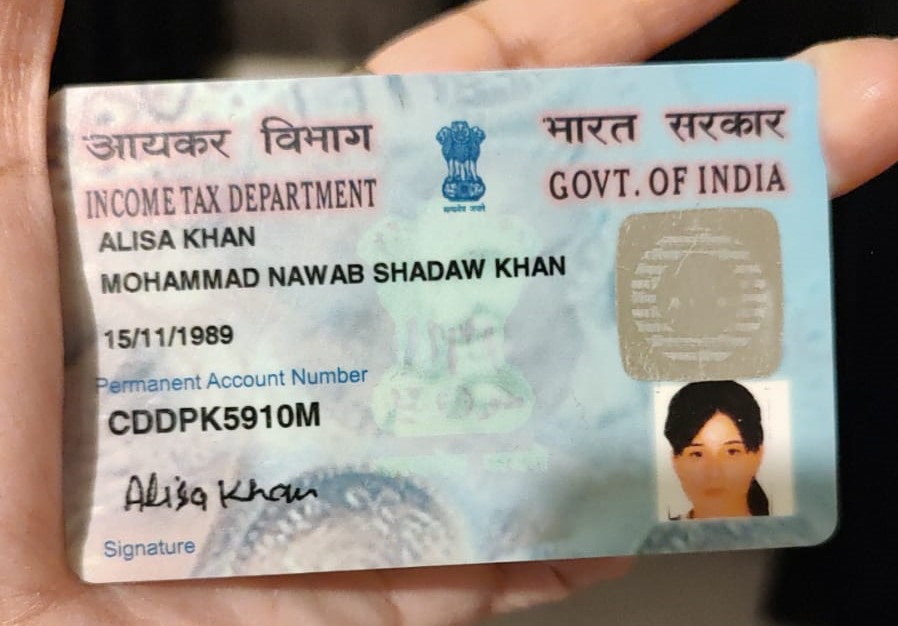 आयकर विभाग
INCOME TAX DEPARTMENT
भारत सरकार
GOVT. OF INDIA
सत्यमेव जयते
ALISA KHAN
MOHAMMAD NAWAB SHADAW KHAN
15/11/1989
Permanent Account Number
CDDPK5910M
Alisa Khan
Signature